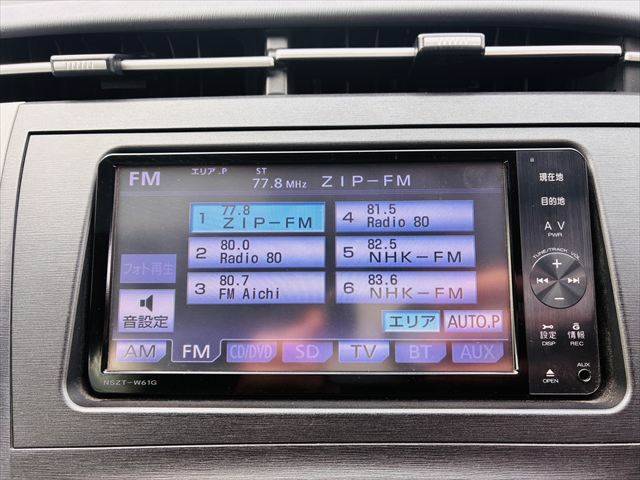 FM エリア.P ST 77.8 MHz ZIP-FM
1 77.8 ZIP-FM
4 81.5 Radio 80
2 80.0 Radio 80
5 82.5 NHK-FM
3 80.7 FM Aichi
6 83.6 NHK-FM
フォト再生
音設定
エリア AUTO.P
AM FM CD/DVD SD TV BT AUX
NSZT-W61G
現在地
目的地
AV
PWR
TUNE/TRACK VOL
+
-
設定 情報
DISP REC
OPEN AUX